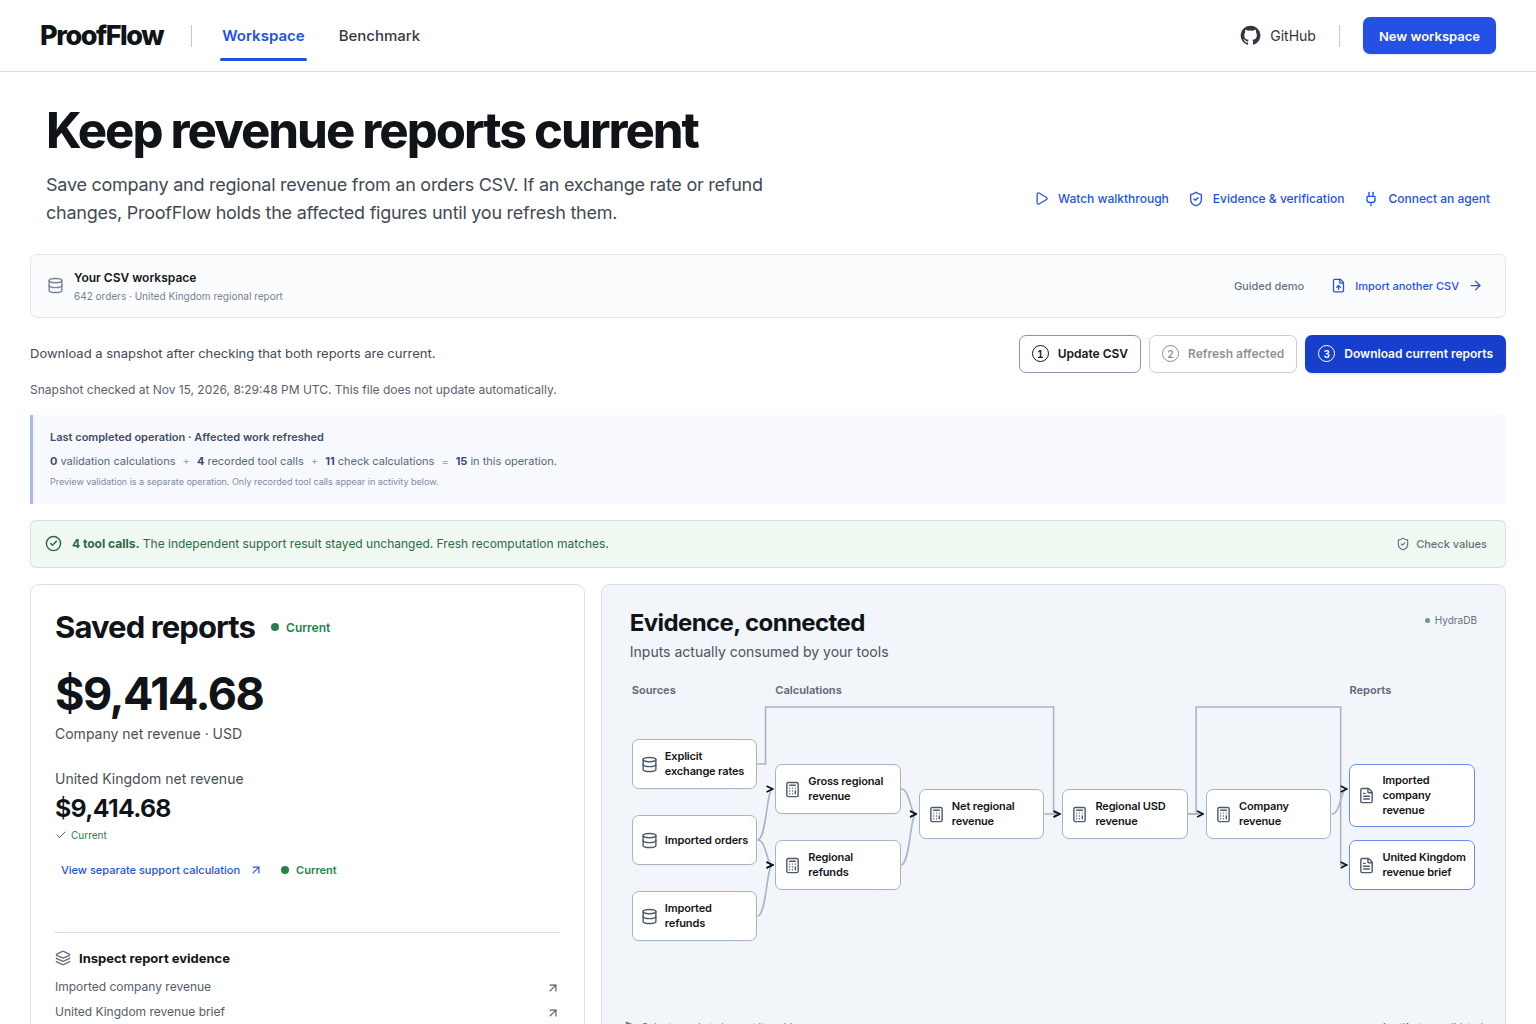 ProofFlow
Workspace
Benchmark
GitHub
New workspace
Keep revenue reports current
Save company and regional revenue from an orders CSV. If an exchange rate or refund
changes, ProofFlow holds the affected figures until you refresh them.
Watch walkthrough
Evidence & verification
Connect an agent
Your CSV workspace
642 orders · United Kingdom regional report
Guided demo
Import another CSV
Download a snapshot after checking that both reports are current.
1 Update CSV
2 Refresh affected
3 Download current reports
Snapshot checked at Nov 15, 2026, 8:29:48 PM UTC. This file does not update automatically.
Last completed operation · Affected work refreshed
0 validation calculations + 4 recorded tool calls + 11 check calculations = 15 in this operation.
Preview validation is a separate operation. Only recorded tool calls appear in activity below.
4 tool calls. The independent support result stayed unchanged. Fresh recomputation matches.
Check values
Saved reports
Current
$9,414.68
Company net revenue · USD
United Kingdom net revenue
$9,414.68
Current
View separate support calculation
Current
Inspect report evidence
Imported company revenue
United Kingdom revenue brief
Evidence, connected
HydraDB
Inputs actually consumed by your tools
Sources
Calculations
Reports
Explicit
exchange rates
Imported orders
Imported
refunds
Gross regional
revenue
Regional
refunds
Net regional
revenue
Regional USD
revenue
Company
revenue
Imported
company
revenue
United Kingdom
revenue brief